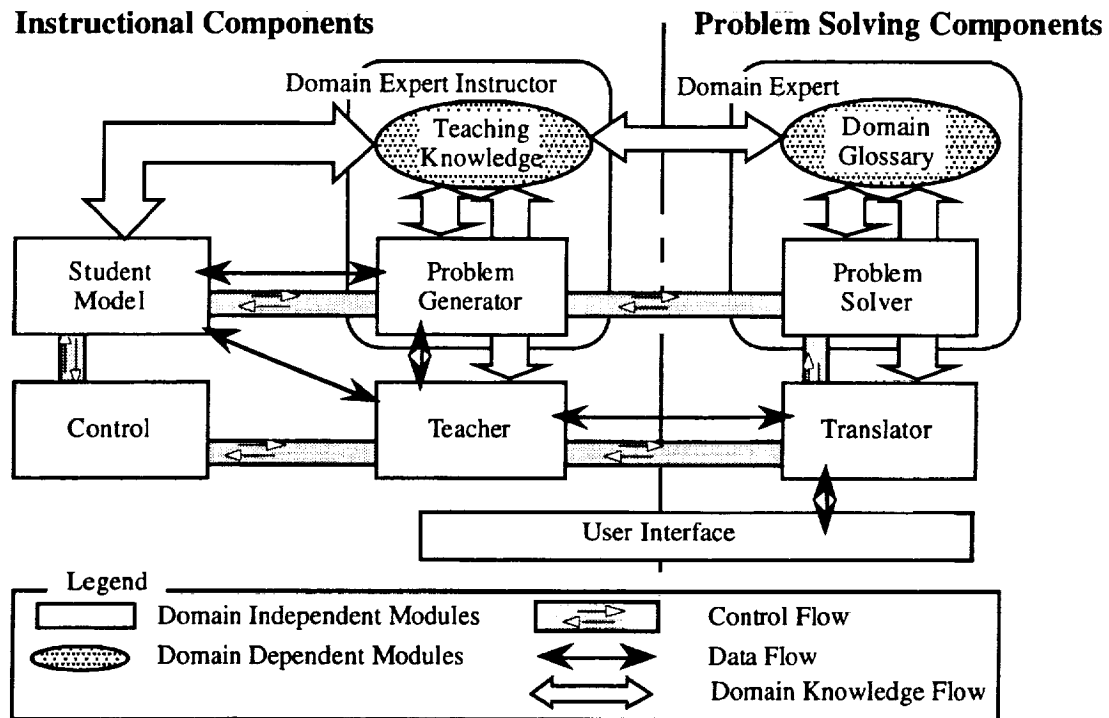 Instructional Components
Problem Solving Components
Domain Expert Instructor
Domain Expert
Teaching
Knowledge
Domain
Glossary
Student
Model
Problem
Generator
Problem
Solver
Control
Teacher
Translator
User Interface
Legend
Domain Independent Modules
Control Flow
Domain Dependent Modules
Data Flow
Domain Knowledge Flow